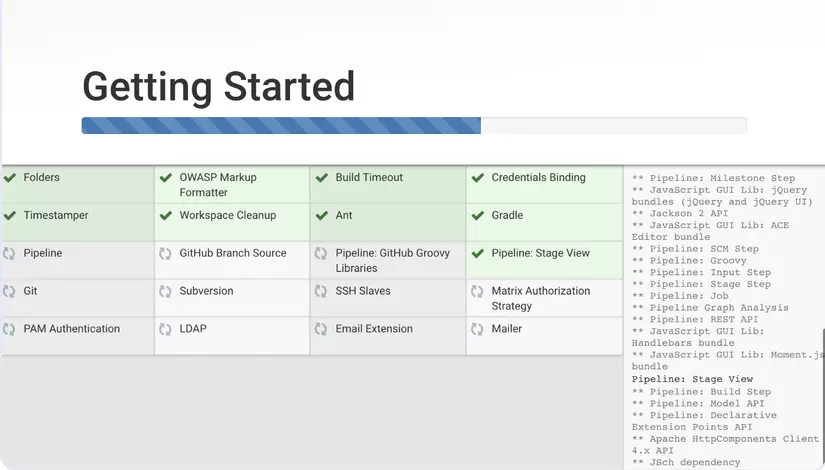 Getting Started
Folders
OWASP Markup
Formatter
Build Timeout
Credentials Binding
Timestamper
Workspace Cleanup
Ant
Gradle
Pipeline
GitHub Branch Source
Pipeline: GitHub Groovy
Libraries
Pipeline: Stage View
Git
Subversion
SSH Slaves
Matrix Authorization
Strategy
PAM Authentication
LDAP
Email Extension
Mailer
** Pipeline: Milestone Step
** JavaScript GUI Lib: jQuery
bundles (jQuery and jQuery UI)
** Jackson 2 API
** JavaScript GUI Lib: ACE
Editor bundle
** Pipeline: SCM Step
** Pipeline: Groovy
** Pipeline: Input Step
** Pipeline: Stage Step
** Pipeline: Job
** Pipeline Graph Analysis
** Pipeline: REST API
** JavaScript GUI Lib:
Handlebars bundle
** JavaScript GUI Lib: Moment.js
bundle
Pipeline: Stage View
** Pipeline: Build Step
** Pipeline: Model API
** Pipeline: Declarative
Extension Points API
** Apache HttpComponents Client
4.x API
** JSch dependency